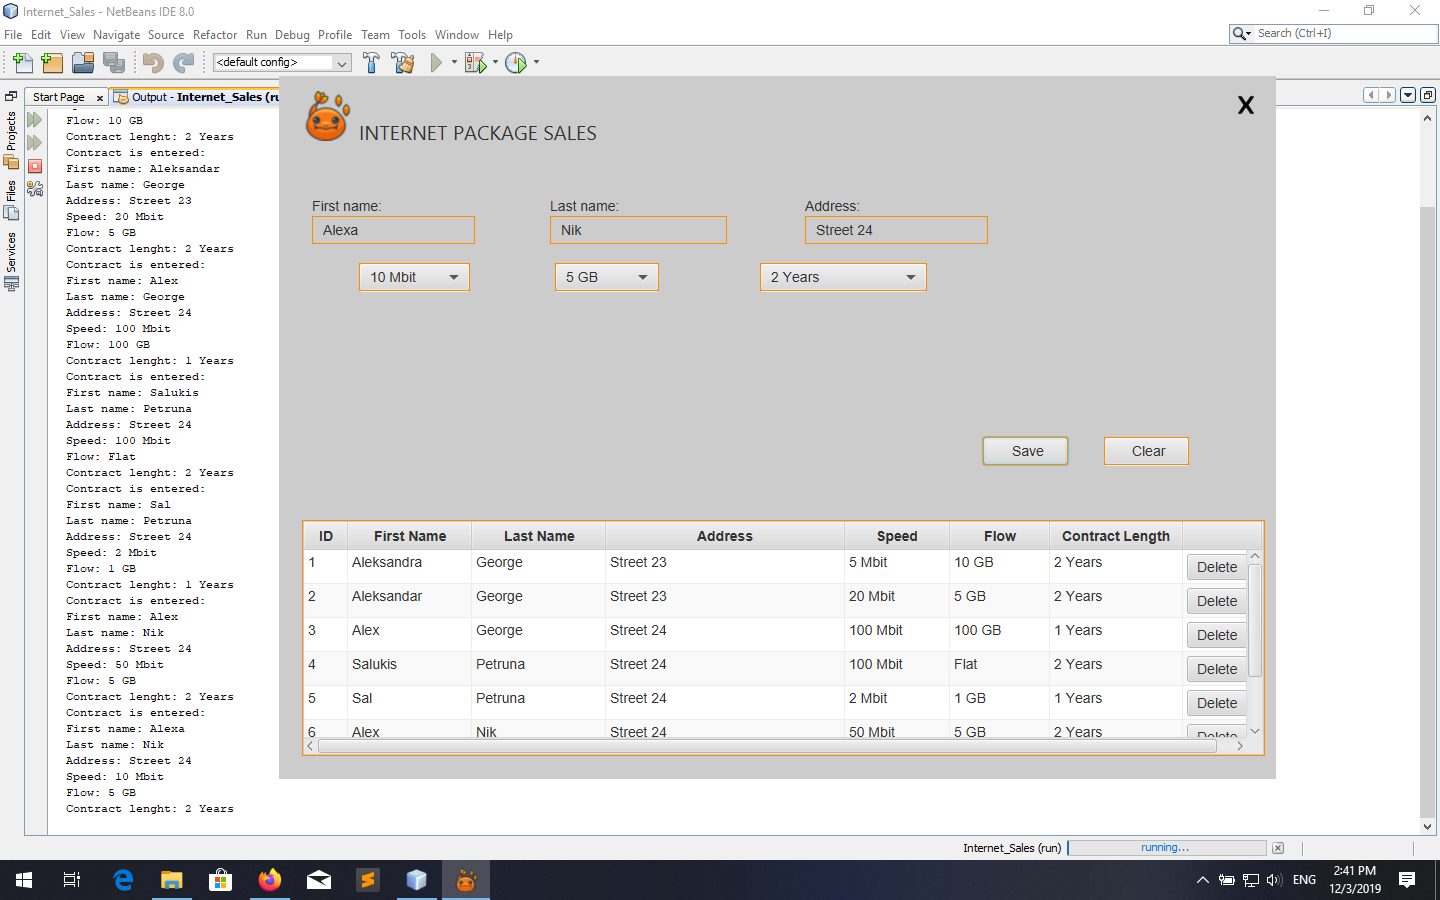 Internet_Sales - NetBeans IDE 8.0
File Edit View Navigate Source Refactor Run Debug Profile Team Tools Window Help
Search (Ctrl+I)
<default config>
Start Page x Output - Internet_Sales (ru
Projects
Files
Services
Flow: 10 GB
Contract lenght: 2 Years
Contract is entered:
First name: Aleksandar
Last name: George
Address: Street 23
Speed: 20 Mbit
Flow: 5 GB
Contract lenght: 2 Years
Contract is entered:
First name: Alex
Last name: George
Address: Street 24
Speed: 100 Mbit
Flow: 100 GB
Contract lenght: 1 Years
Contract is entered:
First name: Salukis
Last name: Petruna
Address: Street 24
Speed: 100 Mbit
Flow: Flat
Contract lenght: 2 Years
Contract is entered:
First name: Sal
Last name: Petruna
Address: Street 24
Speed: 2 Mbit
Flow: 1 GB
Contract lenght: 1 Years
Contract is entered:
First name: Alex
Last name: Nik
Address: Street 24
Speed: 50 Mbit
Flow: 5 GB
Contract lenght: 2 Years
Contract is entered:
First name: Alexa
Last name: Nik
Address: Street 24
Speed: 10 Mbit
Flow: 5 GB
Contract lenght: 2 Years
X
INTERNET PACKAGE SALES
First name: Last name: Address:
Alexa Nik Street 24
10 Mbit 5 GB 2 Years
Save Clear
ID First Name Last Name Address Speed Flow Contract Length
1 Aleksandra George Street 23 5 Mbit 10 GB 2 Years Delete
2 Aleksandar George Street 23 20 Mbit 5 GB 2 Years Delete
3 Alex George Street 24 100 Mbit 100 GB 1 Years Delete
4 Salukis Petruna Street 24 100 Mbit Flat 2 Years Delete
5 Sal Petruna Street 24 2 Mbit 1 GB 1 Years Delete
6 Alex Nik Street 24 50 Mbit 5 GB 2 Years Delete
Internet_Sales (run) running...
ENG
2:41 PM
12/3/2019